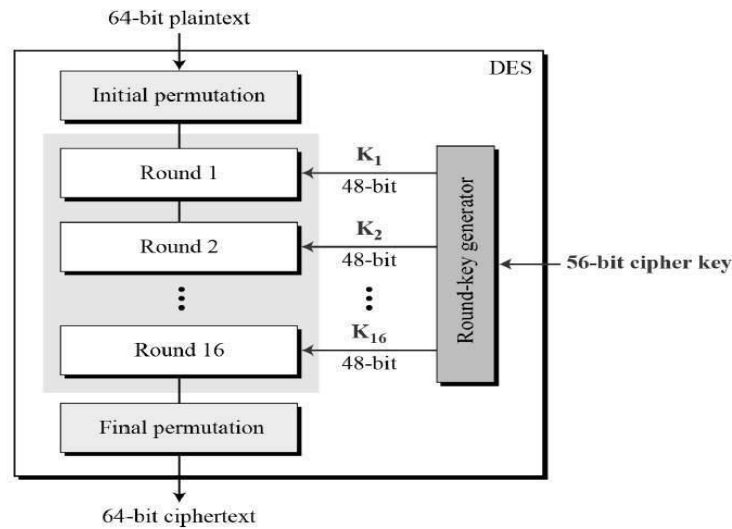 64-bit plaintext
DES
Initial permutation
Round 1
K1
48-bit
Round 2
K2
48-bit
Round-key generator
56-bit cipher key
Round 16
K16
48-bit
Final permutation
64-bit ciphertext